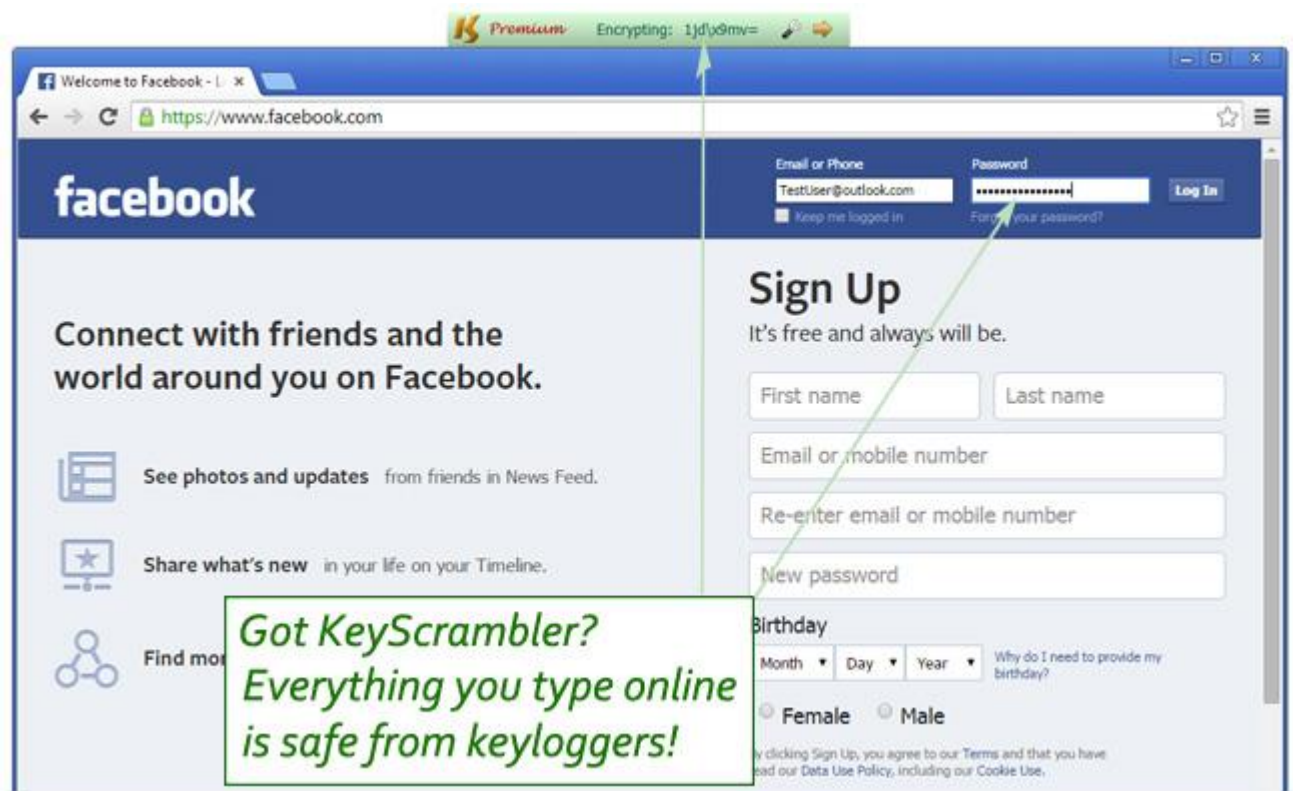 Premium Encrypting: 1jd\x9mv=
Welcome to Facebook - L
https://www.facebook.com
facebook
Email or Phone
Password
TestUser@outlook.com
••••••••••••••••
Log In
Keep me logged in
Forgot your password?
Connect with friends and the
world around you on Facebook.
See photos and updates from friends in News Feed.
Share what's new in your life on your Timeline.
Find mor
Sign Up
It's free and always will be.
First name
Last name
Email or mobile number
Re-enter email or mobile number
New password
Birthday
Month Day Year
Why do I need to provide my
birthday?
Female Male
y clicking Sign Up, you agree to our Terms and that you have
ead our Data Use Policy, including our Cookie Use.
Got KeyScrambler?
Everything you type online
is safe from keyloggers!